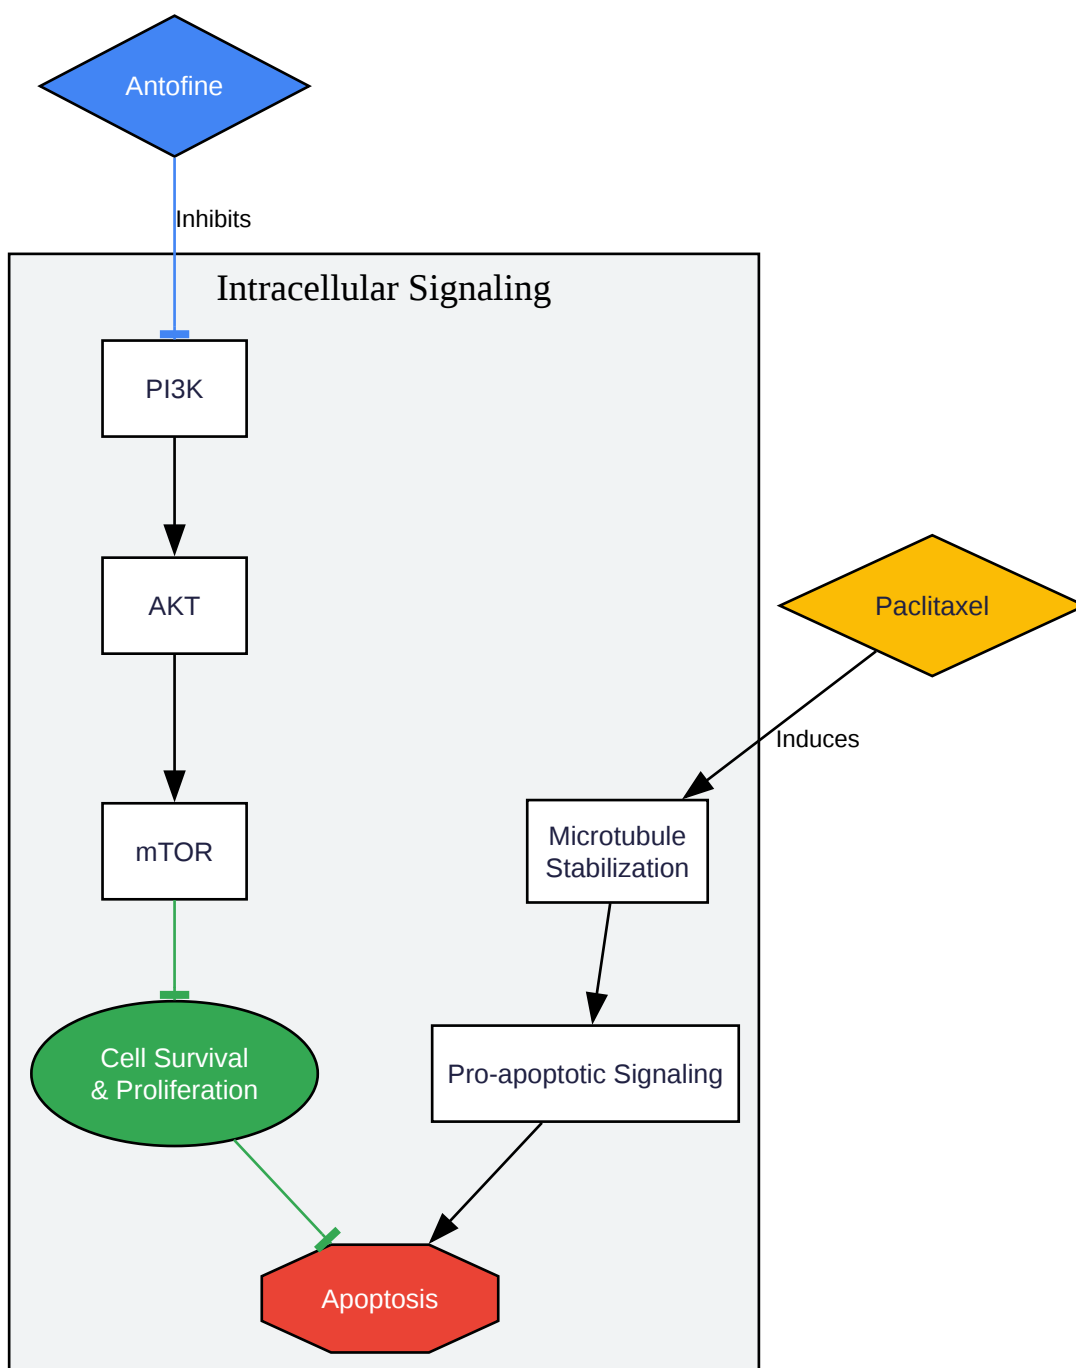 Antofine
Inhibits
Intracellular Signaling
PI3K
AKT
Paclitaxel
Induces
mTOR
Microtubule
Stabilization
Cell Survival
& Proliferation
Pro-apoptotic Signaling
Apoptosis